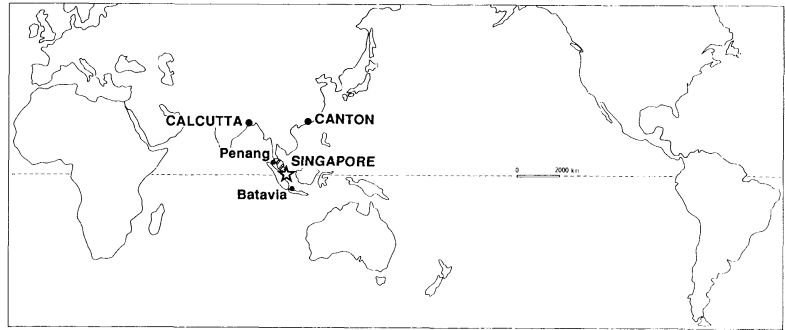 CALCUTTA
CANTON
Penang
SINGAPORE
0 2000 km
Batavia